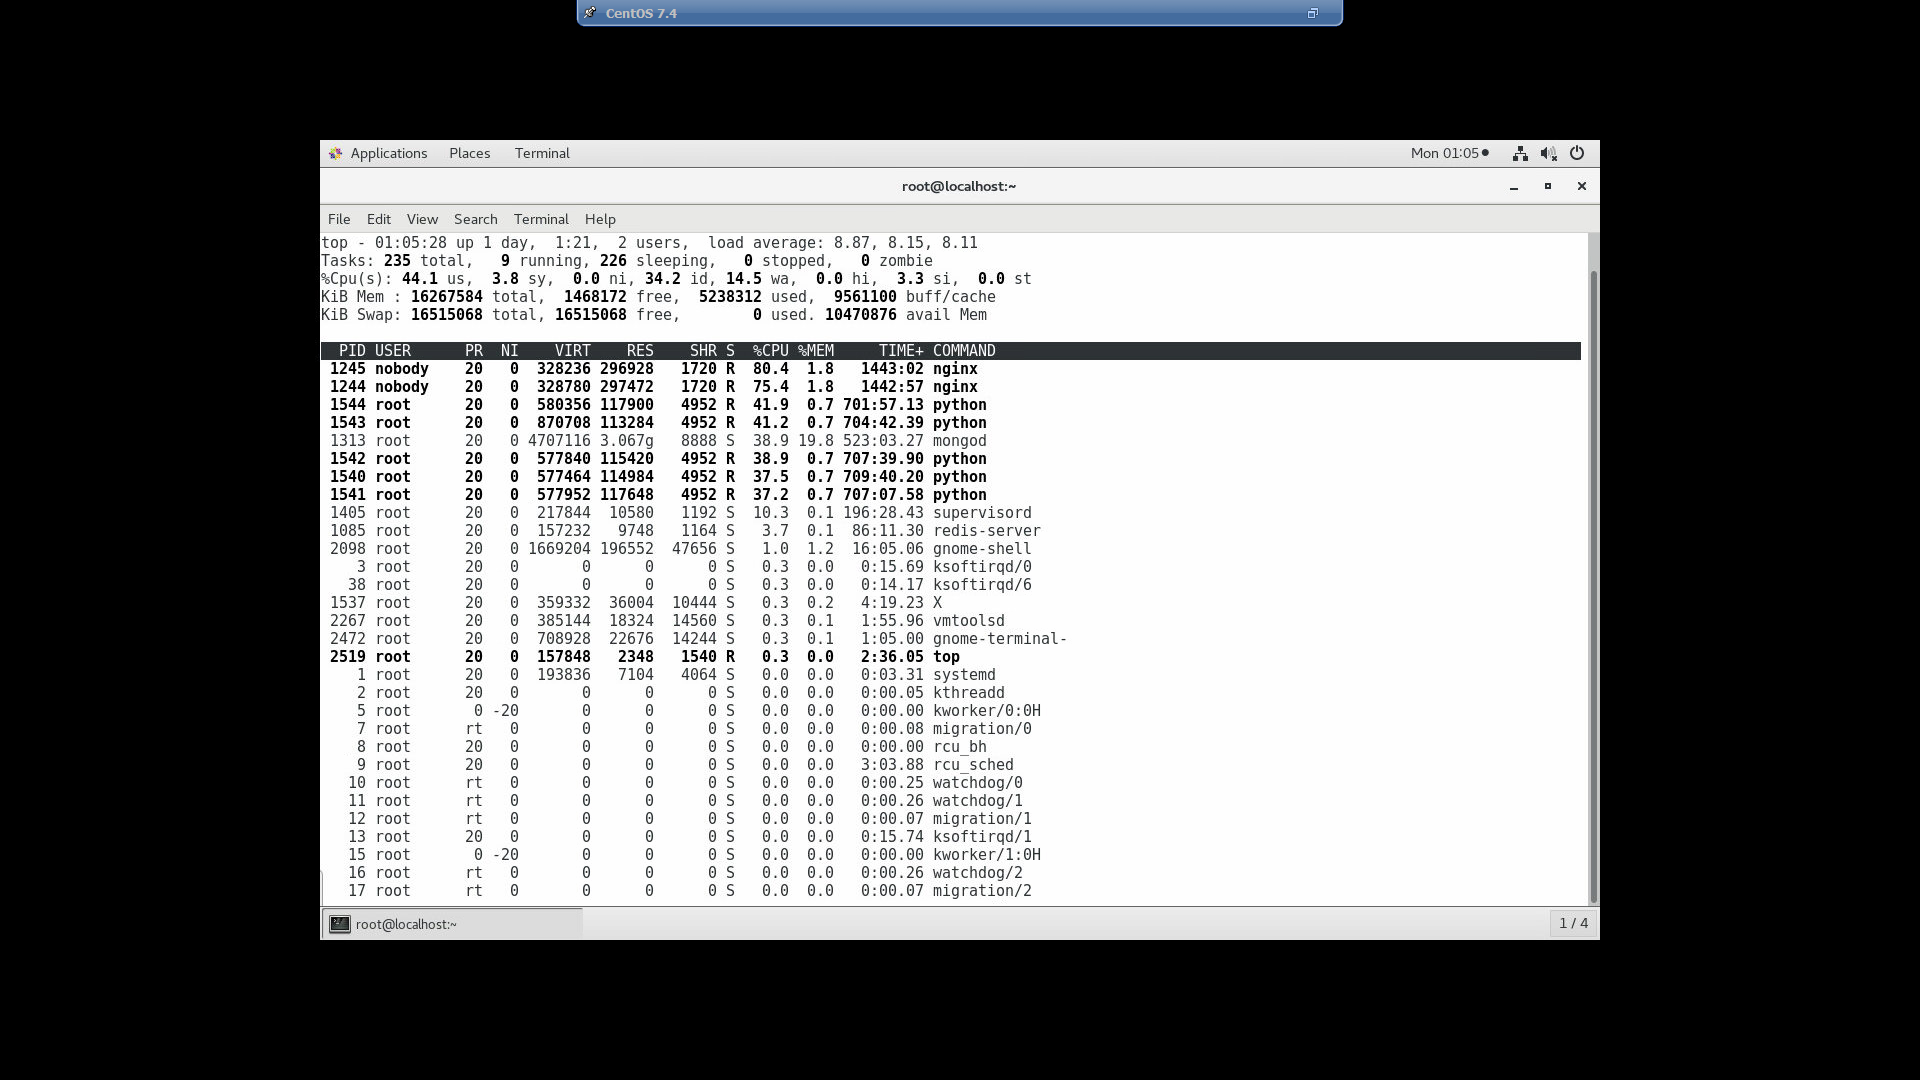 CentOS 7.4
Applications Places Terminal Mon 01:05
root@localhost:~
File Edit View Search Terminal Help
top - 01:05:28 up 1 day,  1:21,  2 users,  load average: 8.87, 8.15, 8.11
Tasks: 235 total,   9 running, 226 sleeping,   0 stopped,   0 zombie
%Cpu(s): 44.1 us,  3.8 sy,  0.0 ni, 34.2 id, 14.5 wa,  0.0 hi,  3.3 si,  0.0 st
KiB Mem : 16267584 total,  1468172 free,  5238312 used,  9561100 buff/cache
KiB Swap: 16515068 total, 16515068 free,        0 used. 10470876 avail Mem
PID USER PR NI VIRT RES SHR S %CPU %MEM TIME+ COMMAND
1245 nobody 20 0 328236 296928 1720 R 80.4 1.8 1443:02 nginx
1244 nobody 20 0 328780 297472 1720 R 75.4 1.8 1442:57 nginx
1544 root 20 0 580356 117900 4952 R 41.9 0.7 701:57.13 python
1543 root 20 0 870708 113284 4952 R 41.2 0.7 704:42.39 python
1313 root 20 0 4707116 3.067g 8888 S 38.9 19.8 523:03.27 mongod
1542 root 20 0 577840 115420 4952 R 38.9 0.7 707:39.90 python
1540 root 20 0 577464 114984 4952 R 37.5 0.7 709:40.20 python
1541 root 20 0 577952 117648 4952 R 37.2 0.7 707:07.58 python
1405 root 20 0 217844 10580 1192 S 10.3 0.1 196:28.43 supervisord
1085 root 20 0 157232 9748 1164 S 3.7 0.1 86:11.30 redis-server
2098 root 20 0 1669204 196552 47656 S 1.0 1.2 16:05.06 gnome-shell
3 root 20 0 0 0 0 S 0.3 0.0 0:15.69 ksoftirqd/0
38 root 20 0 0 0 0 S 0.3 0.0 0:14.17 ksoftirqd/6
1537 root 20 0 359332 36004 10444 S 0.3 0.2 4:19.23 X
2267 root 20 0 385144 18324 14560 S 0.3 0.1 1:55.96 vmtoolsd
2472 root 20 0 708928 22676 14244 S 0.3 0.1 1:05.00 gnome-terminal-
2519 root 20 0 157848 2348 1540 R 0.3 0.0 2:36.05 top
1 root 20 0 193836 7104 4064 S 0.0 0.0 0:03.31 systemd
2 root 20 0 0 0 0 S 0.0 0.0 0:00.05 kthreadd
5 root 0 -20 0 0 0 S 0.0 0.0 0:00.00 kworker/0:0H
7 root rt 0 0 0 0 S 0.0 0.0 0:00.08 migration/0
8 root 20 0 0 0 0 S 0.0 0.0 0:00.00 rcu_bh
9 root 20 0 0 0 0 S 0.0 0.0 3:03.88 rcu_sched
10 root rt 0 0 0 0 S 0.0 0.0 0:00.25 watchdog/0
11 root rt 0 0 0 0 S 0.0 0.0 0:00.26 watchdog/1
12 root rt 0 0 0 0 S 0.0 0.0 0:00.07 migration/1
13 root 20 0 0 0 0 S 0.0 0.0 0:15.74 ksoftirqd/1
15 root 0 -20 0 0 0 S 0.0 0.0 0:00.00 kworker/1:0H
16 root rt 0 0 0 0 S 0.0 0.0 0:00.26 watchdog/2
17 root rt 0 0 0 0 S 0.0 0.0 0:00.07 migration/2
root@localhost:~ 1 / 4